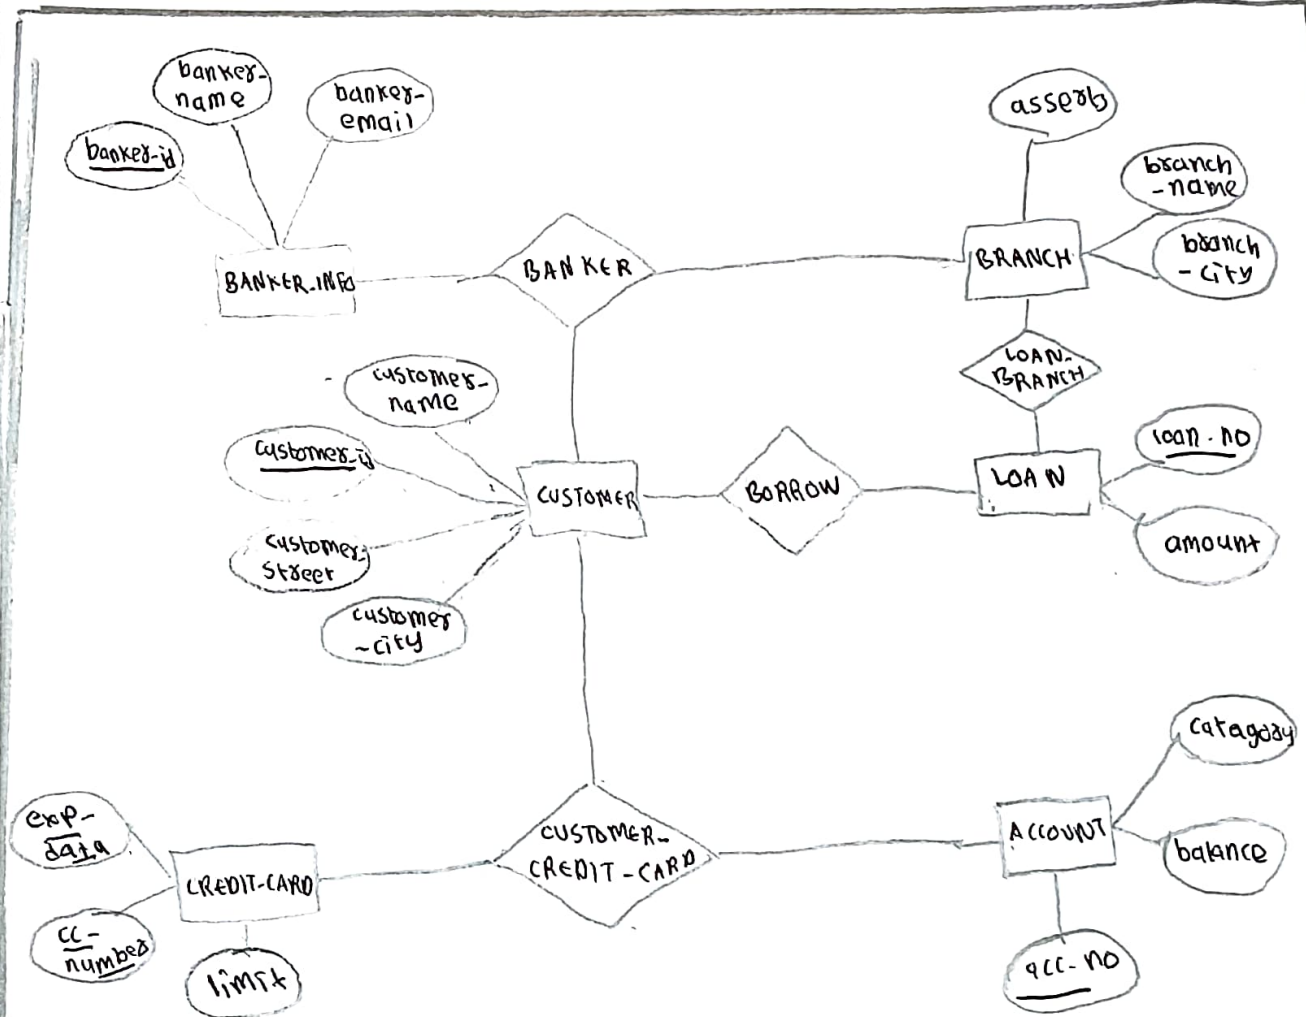 banker-
name
banker-
email
banker-id
asserts
branch
-name
branch
-city
BANKER-INFO
BANKER
BRANCH
LOAN-
BRANCH
customer-
name
customer-id
customer-
street
customer
-city
CUSTOMER
BORROW
LOAN
loan-no
amount
catagory
balance
ACCOUNT
acc-no
CUSTOMER-
CREDIT-CARD
exp-
data
CREDIT-CARD
cc-
number
limit